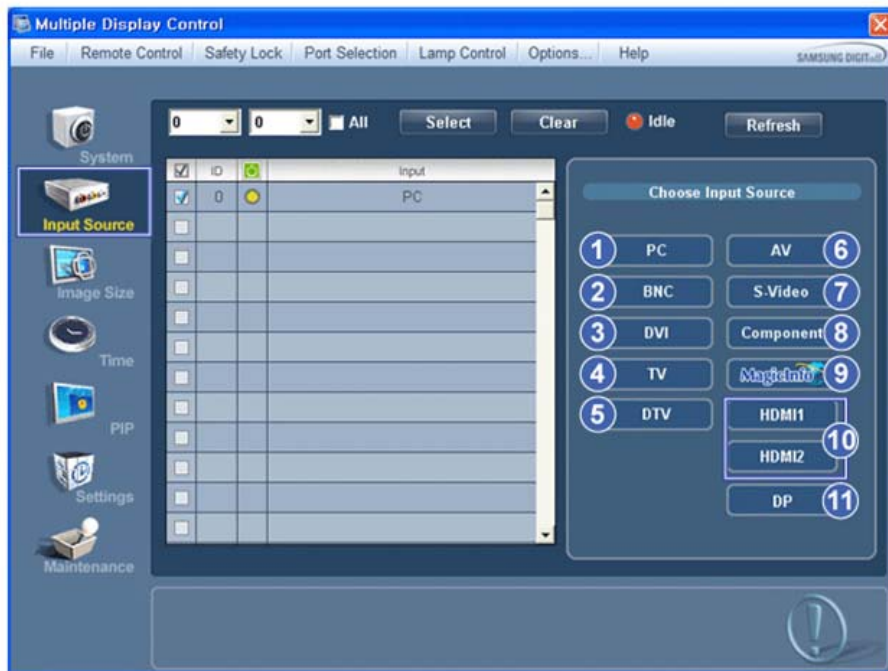 Multiple Display Control
File Remote Control Safety Lock Port Selection Lamp Control Options... Help SAMSUNG DIGITall
0 0 All Select Clear Idle Refresh
System
Input Source
Image Size
Time
PIP
Settings
Maintenance
ID Input
0 PC
Choose Input Source
1 PC AV 6
2 BNC S-Video 7
3 DVI Component 8
4 TV MagicInfo 9
5 DTV HDMI1
10
HDMI2
DP 11